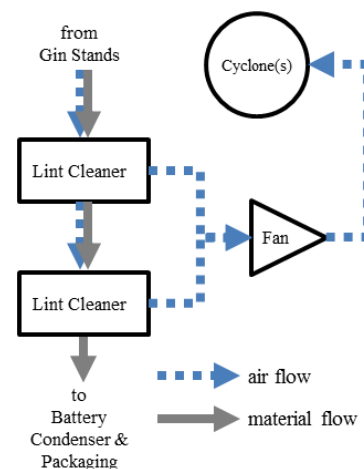 from
Gin Stands
Cyclone(s)
Lint Cleaner
Fan
Lint Cleaner
to
Battery
Condenser &
Packaging
air flow
material flow